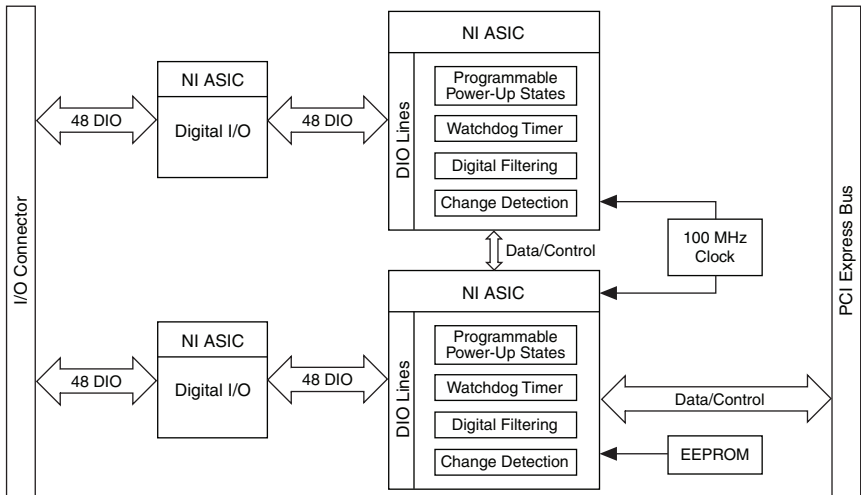 I/O Connector
48 DIO
NI ASIC
Digital I/O
48 DIO
NI ASIC
DIO Lines
Programmable
Power-Up States
Watchdog Timer
Digital Filtering
Change Detection
Data/Control
100 MHz
Clock
PCI Express Bus
48 DIO
NI ASIC
Digital I/O
48 DIO
NI ASIC
DIO Lines
Programmable
Power-Up States
Watchdog Timer
Digital Filtering
Change Detection
Data/Control
EEPROM